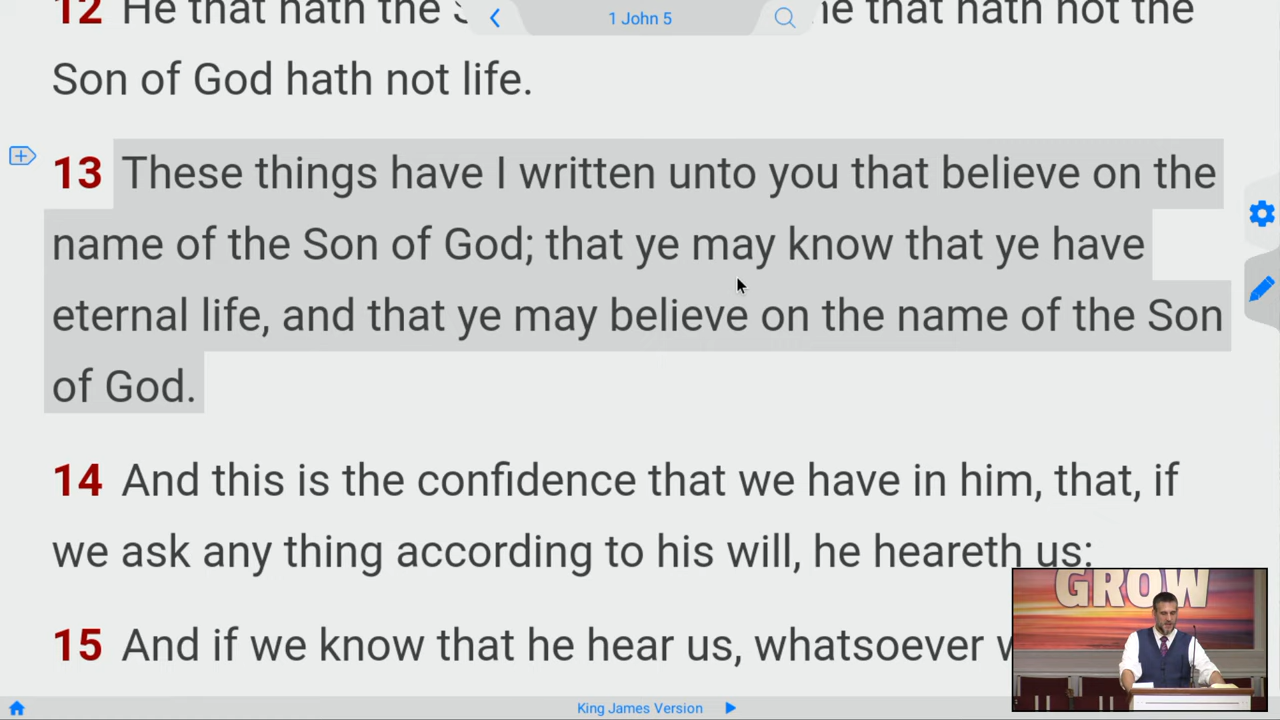 1 John 5
12 He that hath the he that hath not the
Son of God hath not life.
13 These things have I written unto you that believe on the
name of the Son of God; that ye may know that ye have
eternal life, and that ye may believe on the name of the Son
of God.
14 And this is the confidence that we have in him, that, if
we ask any thing according to his will, he heareth us:
15 And if we know that he hear us, whatsoever
GROW
King James Version